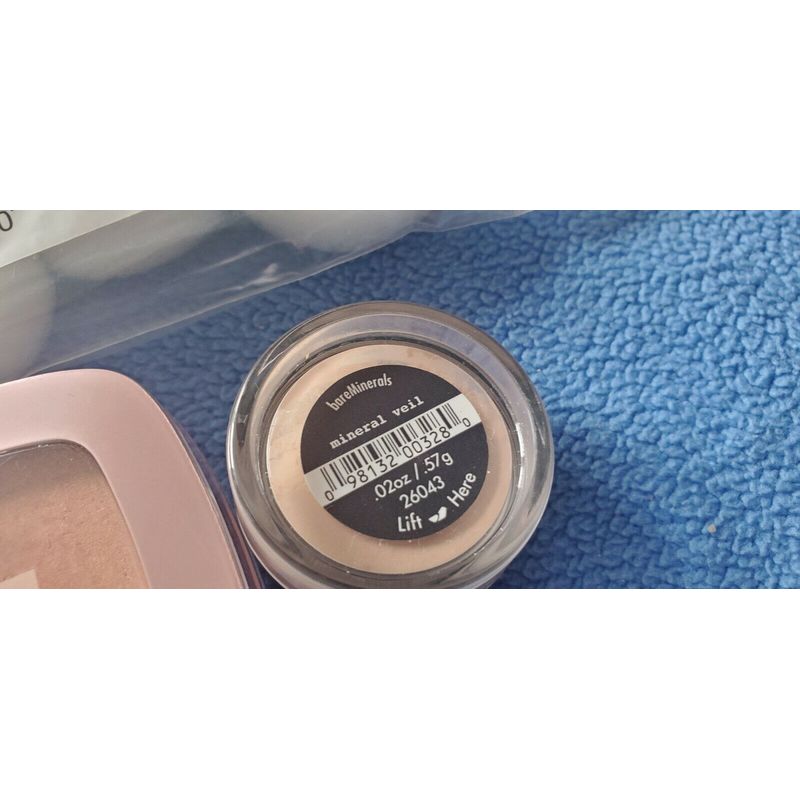 bareMinerals
mineral veil
0 98132 00328 0
.02oz / .57g
26043
Lift Here